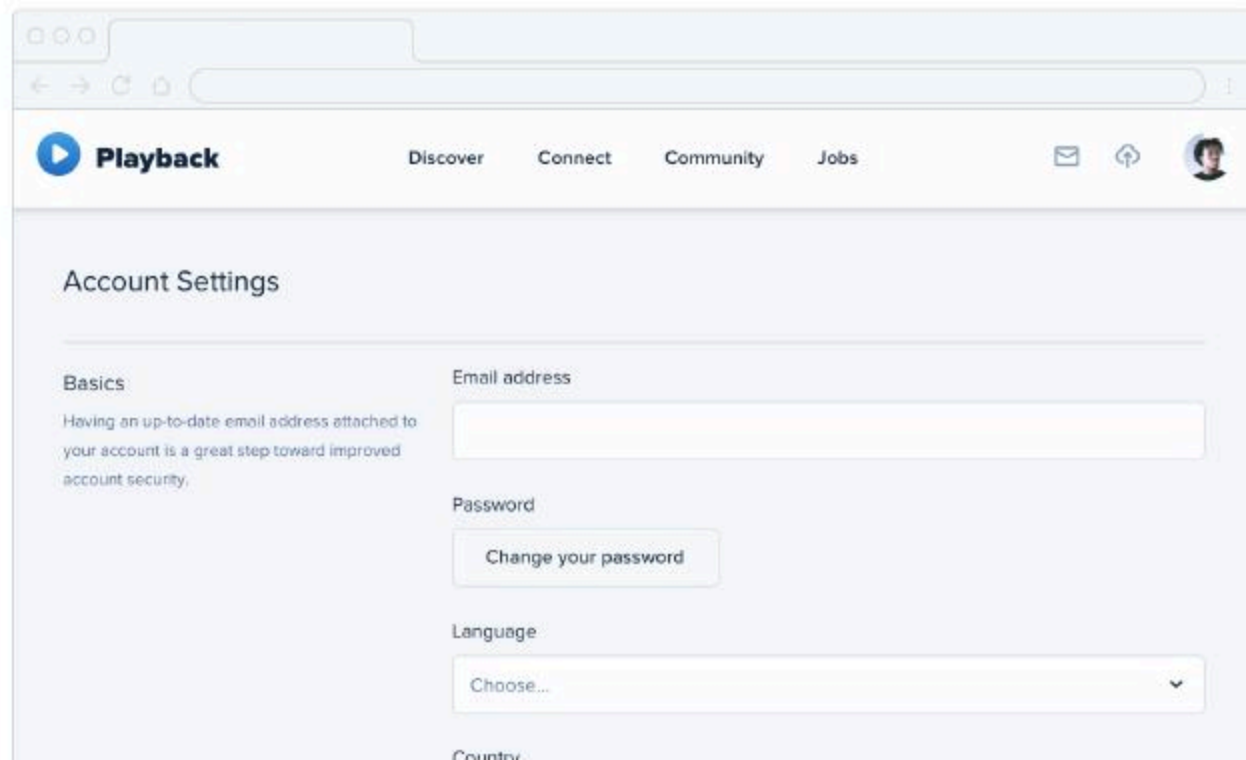 Playback
Discover Connect Community Jobs
Account Settings
Basics
Having an up-to-date email address attached to
your account is a great step toward improved
account security.
Email address
Password
Change your password
Language
Choose...
Country